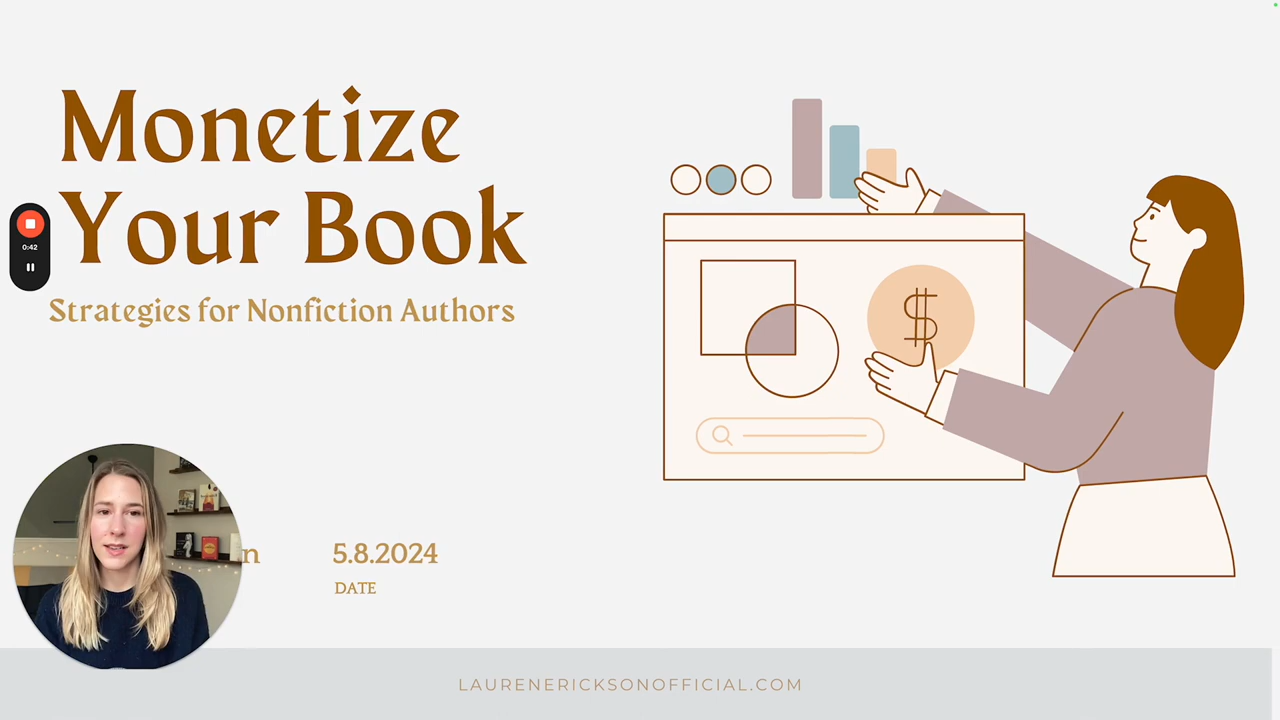 Monetize
Your Book
Strategies for Nonfiction Authors
0:42
n
5.8.2024
DATE
$
LAURENERICKSONOFFICIAL.COM